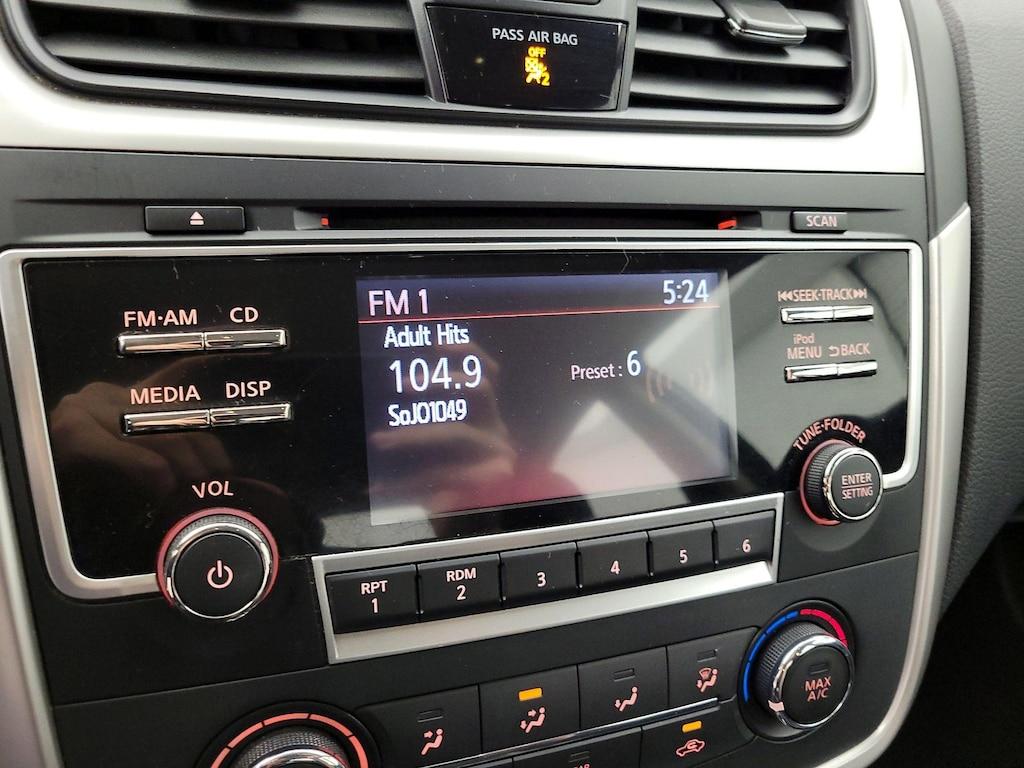 PASS AIR BAG
OFF
2
SCAN
FM 1
5:24
Adult Hits
104.9
Preset : 6
SoJO1049
FM·AM
CD
MEDIA
DISP
VOL
SEEK·TRACK
iPod
MENU
BACK
TUNE·FOLDER
ENTER
SETTING
RPT
1
RDM
2
3
4
5
6
MAX
A/C